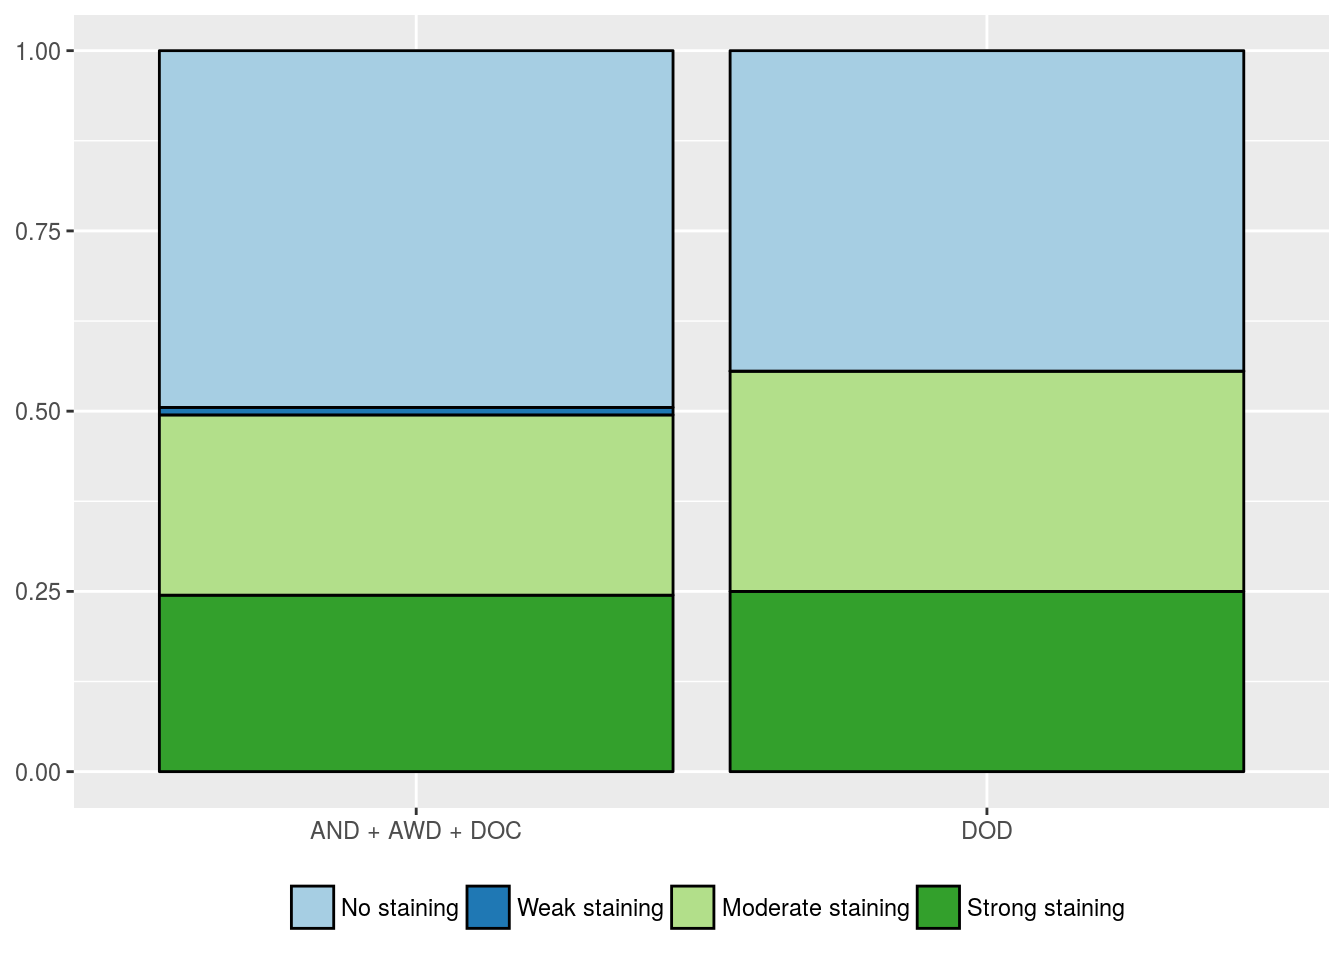 1.00
0.75
0.50
0.25
0.00
AND + AWD + DOC DOD
No staining Weak staining Moderate staining Strong staining